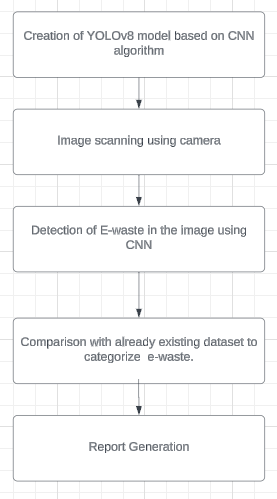 Creation of YOLOv8 model based on CNN
algorithm
Image scanning using camera
Detection of E-waste in the image using
CNN
Comparison with already existing dataset to
categorize e-waste.
Report Generation